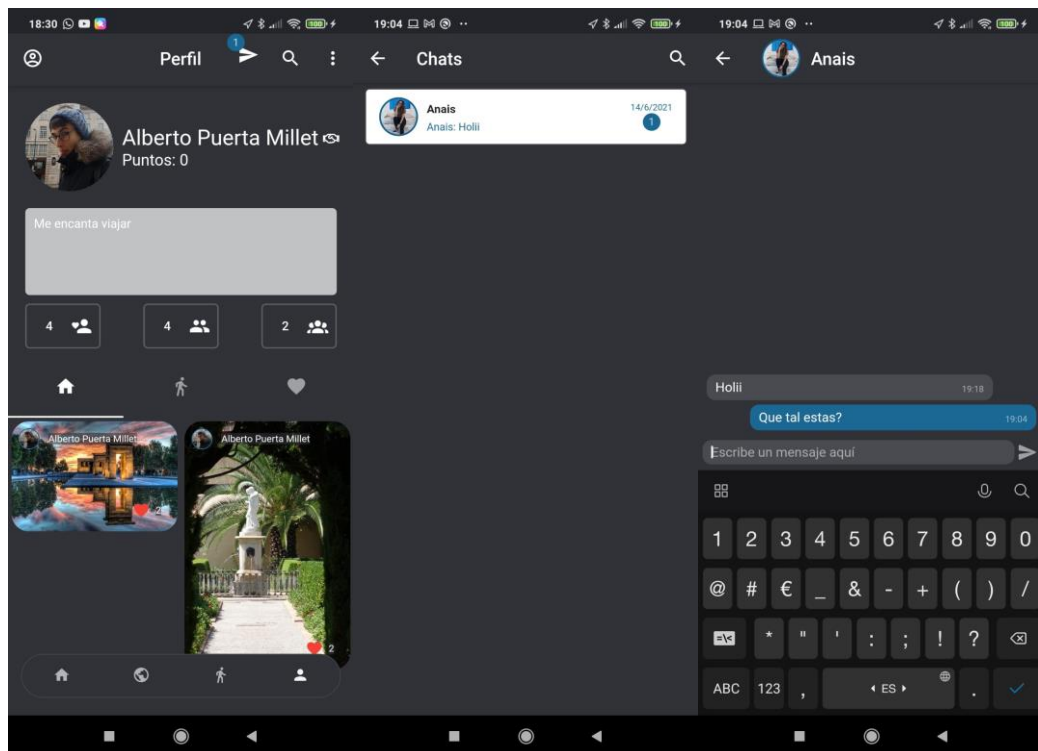 18:30
100
Perfil
1
Alberto Puerta Millet
Puntos: 0
Me encanta viajar
4
4
2
Alberto Puerta Millet
2
Alberto Puerta Millet
2
19:04
100
Chats
Anais
14/6/2021
Anais: Holii
1
19:04
100
Anais
Holii
19:18
Que tal estas?
19:04
Escribe un mensaje aquí
1 2 3 4 5 6 7 8 9 0
@ # € _ & - + ( ) /
=\< * " ' : ; ! ?
ABC 123 , ES .